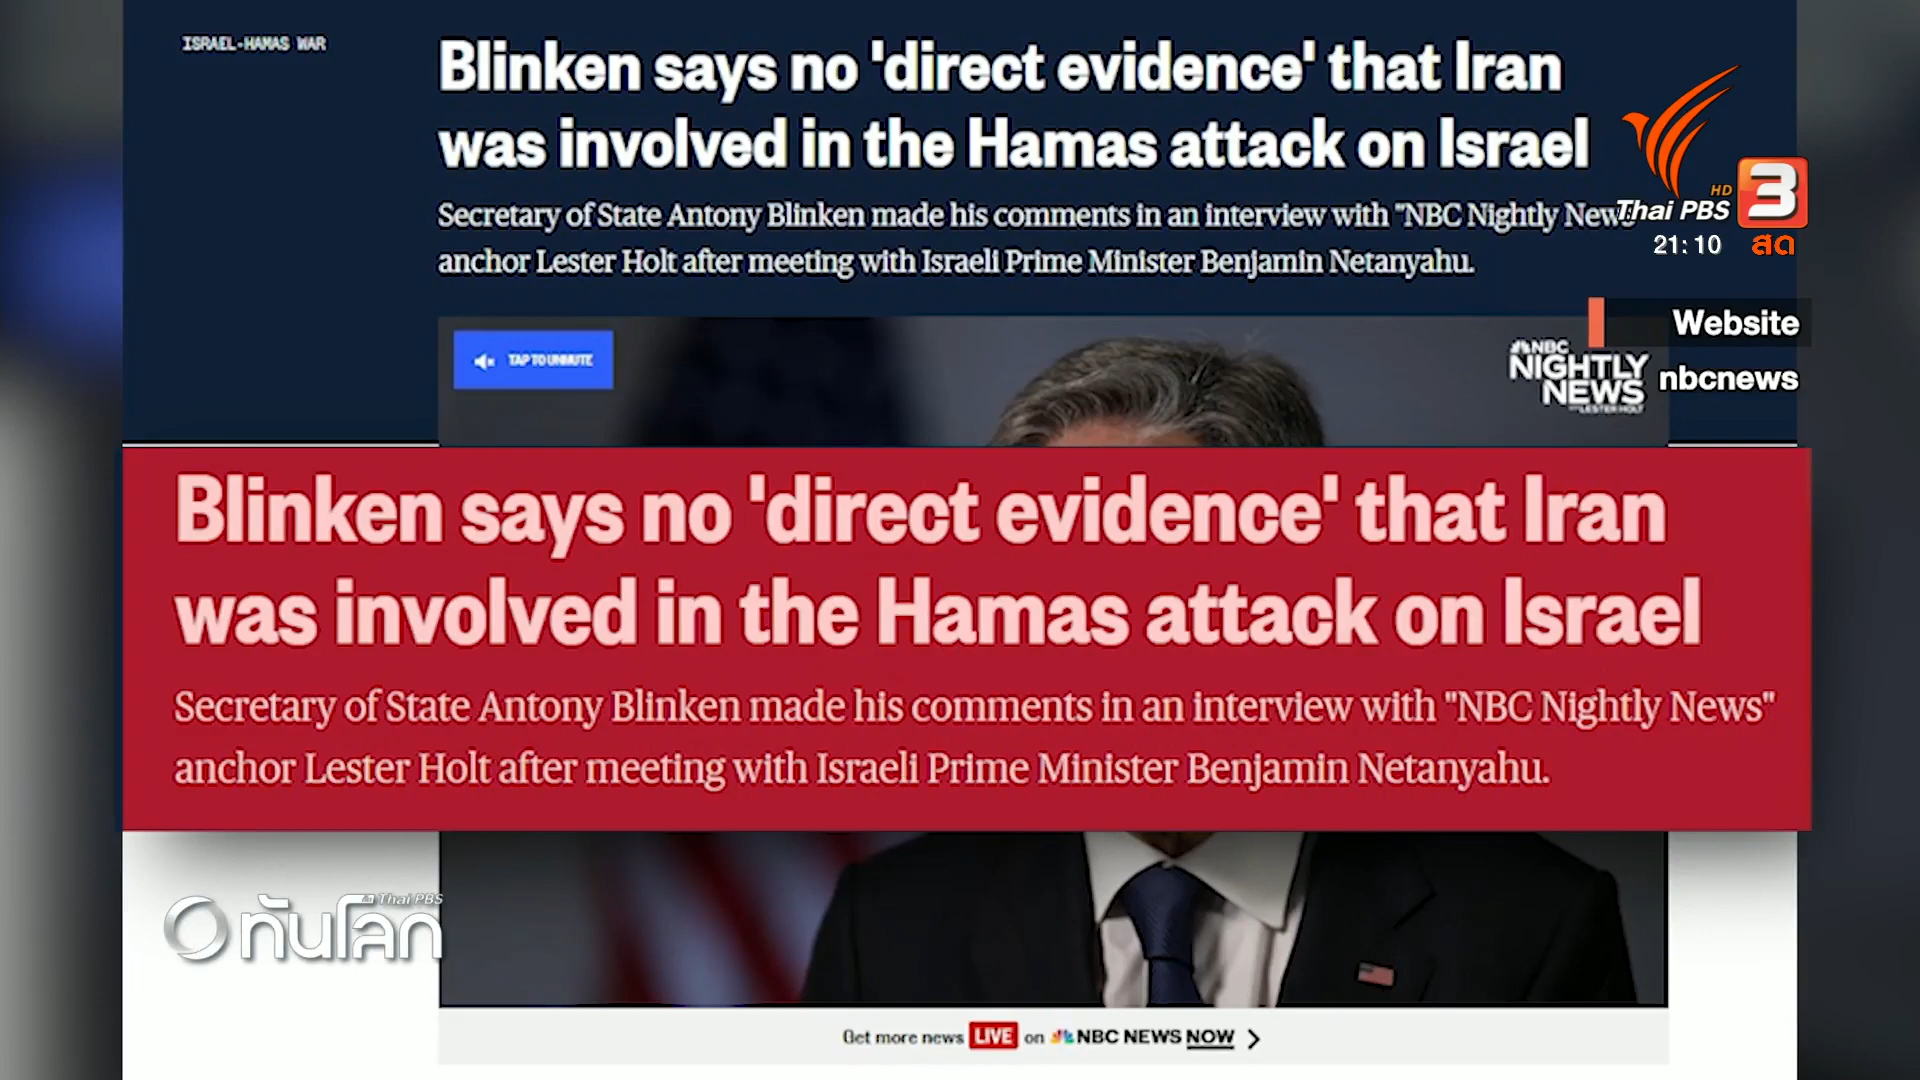 ISRAEL-HAMAS WAR
Blinken says no 'direct evidence' that Iran
was involved in the Hamas attack on Israel
Secretary of State Antony Blinken made his comments in an interview with "NBC Nightly News"
anchor Lester Holt after meeting with Israeli Prime Minister Benjamin Netanyahu.
HD
Thai PBS 3
21:10 สด
Website
nbcnews
TAP TO UNMUTE
NBC
NIGHTLY
NEWS
WITH LESTER HOLT
Blinken says no 'direct evidence' that Iran
was involved in the Hamas attack on Israel
Secretary of State Antony Blinken made his comments in an interview with "NBC Nightly News"
anchor Lester Holt after meeting with Israeli Prime Minister Benjamin Netanyahu.
Thai PBS
ทันโลก
Get more news LIVE on NBC NEWS NOW